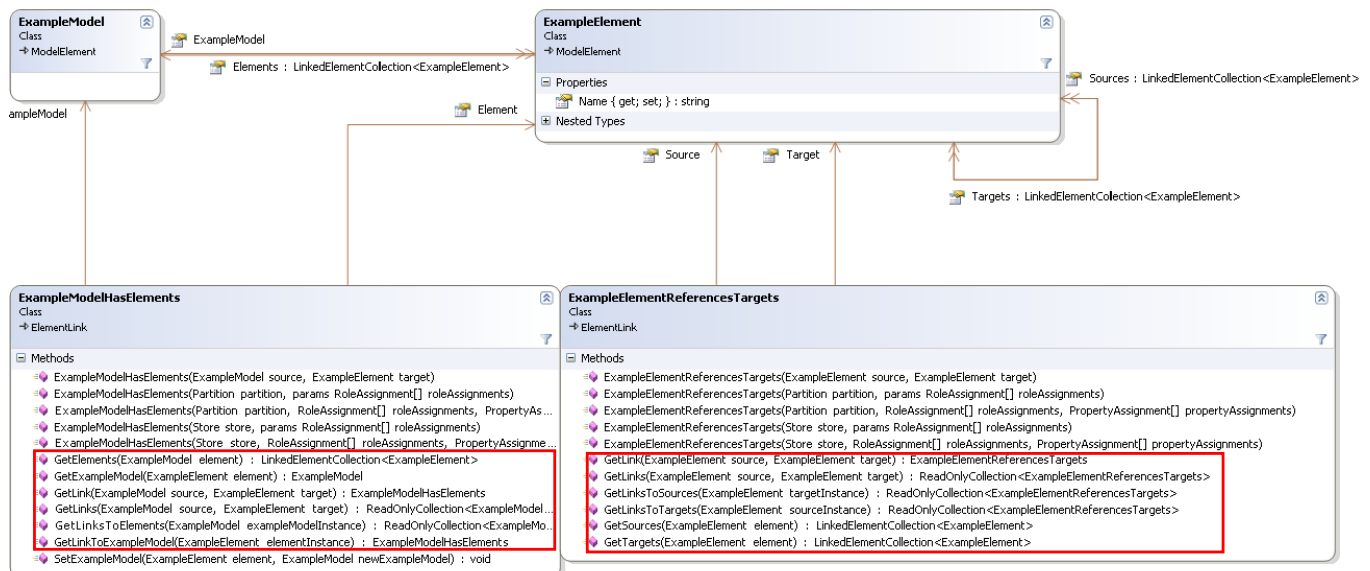 ExampleModel
Class
ModelElement
ExampleModel
Elements : LinkedElementColection<ExampleElement>
ExampleElement
Class
ModelElement
Properties
Name { get; set; } : string
Nested Types
Sources : LinkedElementColection<ExampleElement>
Targets : LinkedElementColection<ExampleElement>
ampleModel
Element
Source
Target
ExampleModelHasElements
Class
ElementLink
Methods
ExampleModelHasElements(ExampleModel source, ExampleElement target)
ExampleModelHasElements(Partition partition, params RoleAssignment[] roleAssignments)
ExampleModelHasElements(Partition partition, RoleAssignment[] roleAssignments, PropertyAs...
ExampleModelHasElements(Store store, params RoleAssignment[] roleAssignments)
ExampleModelHasElements(Store store, RoleAssignment[] roleAssignments, PropertyAssignme...
GetElements(ExampleModel element) : LinkedElementCollection<ExampleElement>
GetExampleModel(ExampleElement element) : ExampleModel
GetLink(ExampleModel source, ExampleElement target) : ExampleModelHasElements
GetLinks(ExampleModel source, ExampleElement target) : ReadOnlyCollection<ExampleModel...
GetLinksToElements(ExampleModel exampleModelInstance) : ReadOnlyCollection<ExampleMo...
GetLinkToExampleModel(ExampleElement elementInstance) : ExampleModelHasElements
SetExampleModel(ExampleElement element, ExampleModel newExampleModel) : void
ExampleElementReferencesTargets
Class
ElementLink
Methods
ExampleElementReferencesTargets(ExampleElement source, ExampleElement target)
ExampleElementReferencesTargets(Partition partition, params RoleAssignment[] roleAssignments)
ExampleElementReferencesTargets(Partition partition, RoleAssignment[] roleAssignments, PropertyAssignment[] propertyAssignments)
ExampleElementReferencesTargets(Store store, params RoleAssignment[] roleAssignments)
ExampleElementReferencesTargets(Store store, RoleAssignment[] roleAssignments, PropertyAssignment[] propertyAssignments)
GetLink(ExampleElement source, ExampleElement target) : ExampleElementReferencesTargets
GetLinks(ExampleElement source, ExampleElement target) : ReadOnlyCollection<ExampleElementReferencesTargets>
GetLinksToSources(ExampleElement targetInstance) : ReadOnlyCollection<ExampleElementReferencesTargets>
GetLinksToTargets(ExampleElement sourceInstance) : ReadOnlyCollection<ExampleElementReferencesTargets>
GetSources(ExampleElement element) : LinkedElementCollection<ExampleElement>
GetTargets(ExampleElement element) : LinkedElementCollection<ExampleElement>